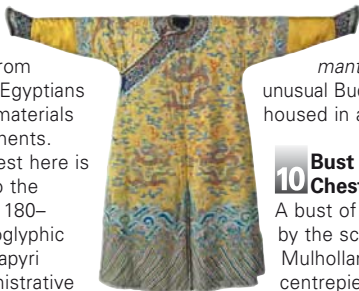 rom
Egyptians
materials
nents.
est here is
o the
180–
oglyphic
apyri
nistrative
mant
unusual Bud
housed in a
10 Bust
Chest
A bust of
by the sc
Mulhollan
centrepie